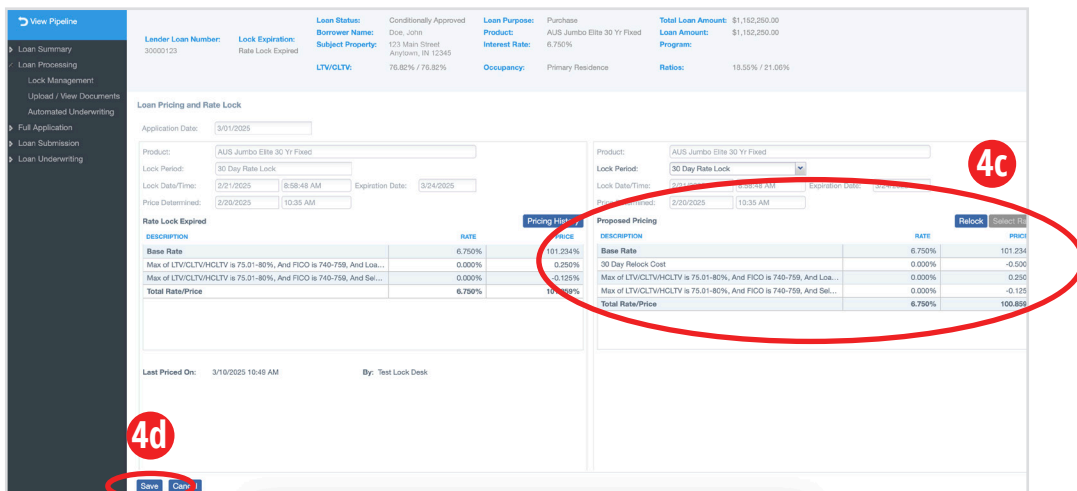 View Pipeline
Loan Summary
Loan Processing
Lock Management
Upload / View Documents
Automated Underwriting
Full Application
Loan Submission
Loan Underwriting
Lender Loan Number: Lock Expiration:
30000123 Rate Lock Expired
Loan Status: Conditionally Approved Loan Purpose: Purchase Total Loan Amount: $1,152,250.00
Borrower Name: Doe, John Product: AUS Jumbo Elite 30 Yr Fixed Loan Amount: $1,152,250.00
Subject Property: 123 Main Street Interest Rate: 6.750% Program:
Anytown, IN 12345
LTV/CLTV: 76.82% / 76.82% Occupancy: Primary Residence Ratios: 18.55% / 21.06%
Loan Pricing and Rate Lock
Application Date: 3/01/2025
Product: AUS Jumbo Elite 30 Yr Fixed
Lock Period: 30 Day Rate Lock
Lock Date/Time: 2/21/2025 8:58:48 AM Expiration Date: 3/24/2025
Price Determined: 2/20/2025 10:35 AM
Rate Lock Expired Pricing History
DESCRIPTION RATE PRICE
Base Rate 6.750% 101.234%
Max of LTV/CLTV/HCLTV is 75.01-80%, And FICO is 740-759, And Loa... 0.000% 0.250%
Max of LTV/CLTV/HCLTV is 75.01-80%, And FICO is 740-759, And Sel... 0.000% -0.125%
Total Rate/Price 6.750%
Last Priced On: 3/10/2025 10:49 AM By: Test Lock Desk
Product: AUS Jumbo Elite 30 Yr Fixed
Lock Period: 30 Day Rate Lock
4c
Lock Date/Time: 2/21/2025 8:58:48 AM Expiration Date: 3/24/2025
Price Determined: 2/20/2025 10:35 AM
Proposed Pricing Relock Select Ra
DESCRIPTION RATE PRICE
Base Rate 6.750% 101.234
30 Day Relock Cost 0.000% -0.500
Max of LTV/CLTV/HCLTV is 75.01-80%, And FICO is 740-759, And Loa... 0.000% 0.250
Max of LTV/CLTV/HCLTV is 75.01-80%, And FICO is 740-759, And Sel... 0.000% -0.125
Total Rate/Price 6.750% 100.859
4d
Save Cancel